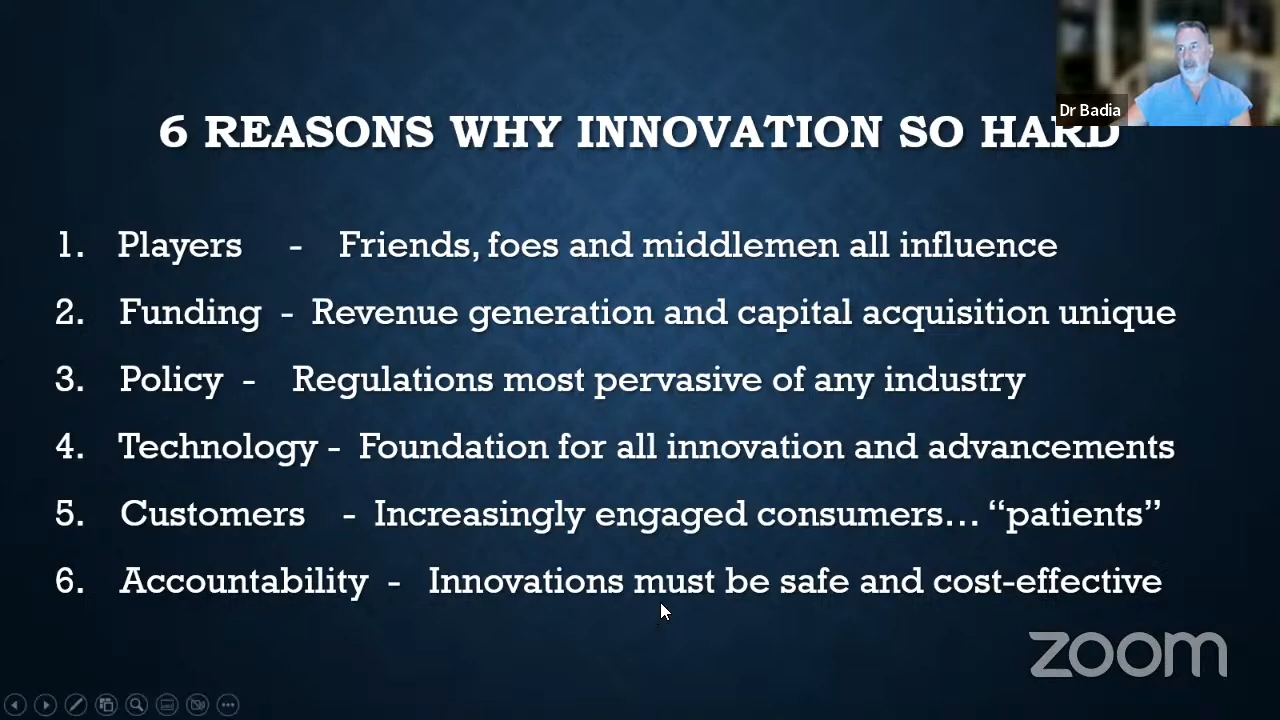 Dr Badia
6 REASONS WHY INNOVATION SO HARD
1. Players - Friends, foes and middlemen all influence
2. Funding - Revenue generation and capital acquisition unique
3. Policy - Regulations most pervasive of any industry
4. Technology - Foundation for all innovation and advancements
5. Customers - Increasingly engaged consumers… “patients”
6. Accountability - Innovations must be safe and cost-effective
zoom